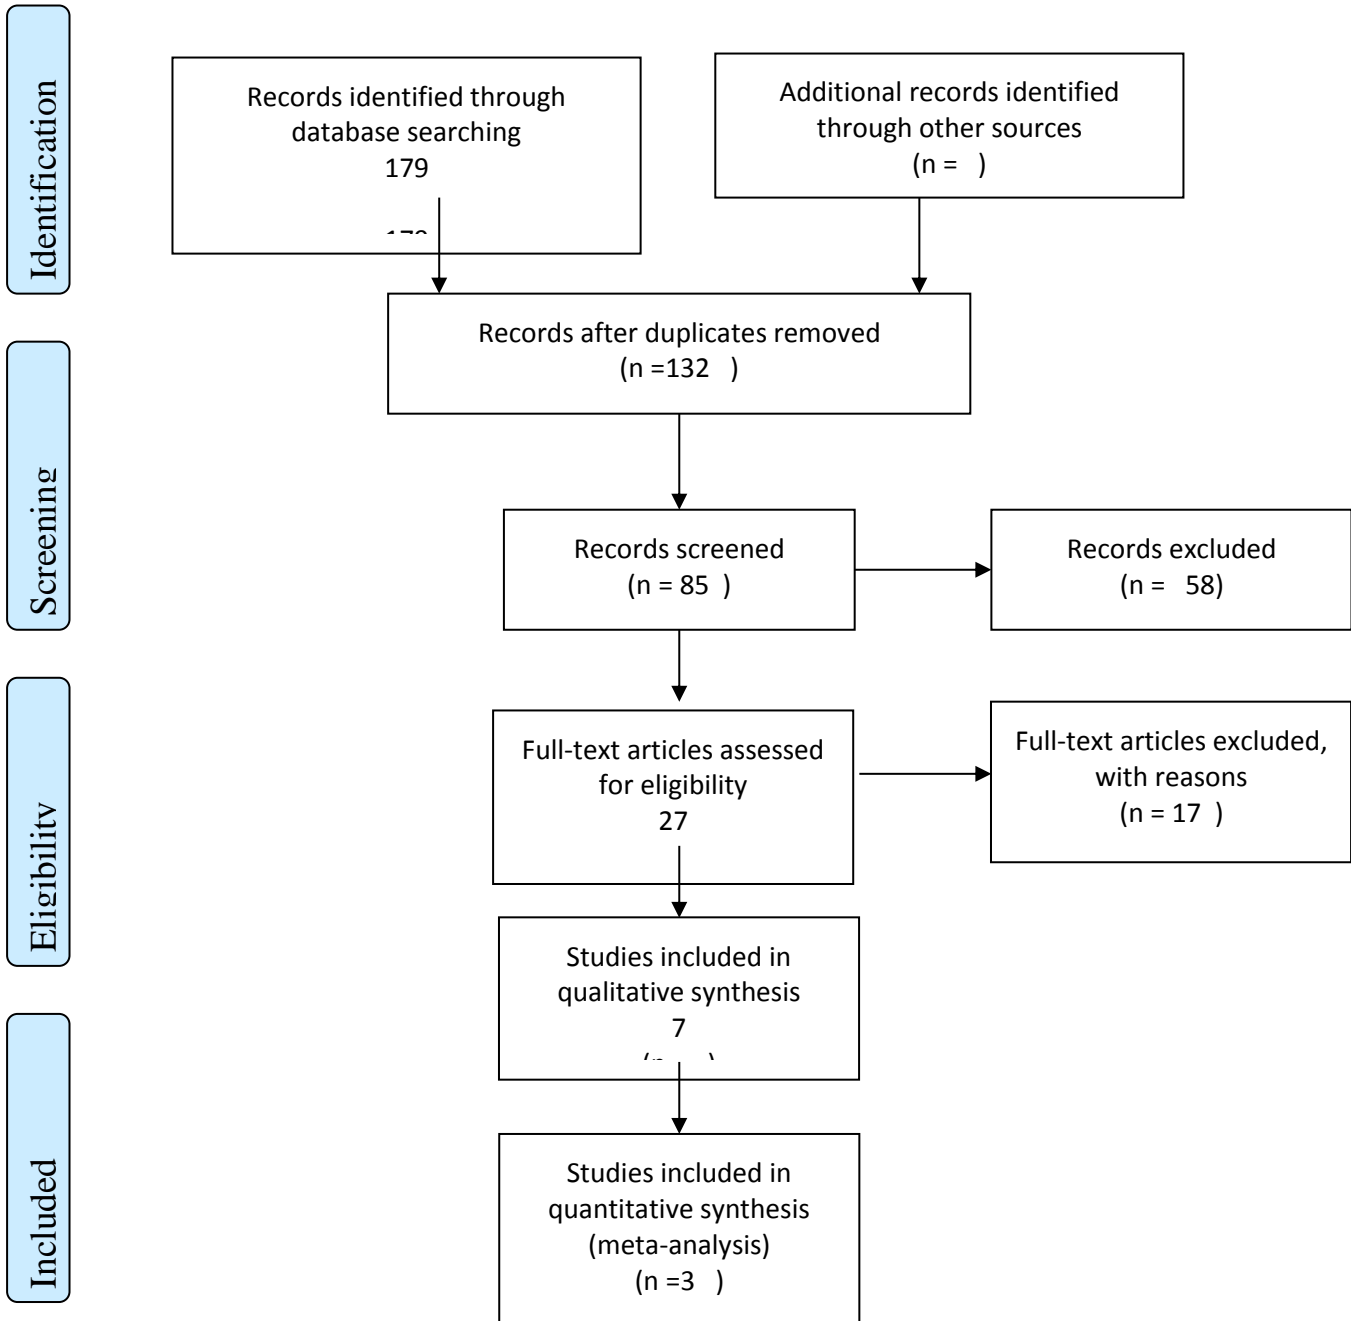 Identification
Records identified through
database searching
179
Additional records identified
through other sources
(n =   )
Records after duplicates removed
(n =132   )
Screening
Records screened
(n = 85  )
Records excluded
(n =   58)
Eligibility
Full-text articles assessed
for eligibility
27
Full-text articles excluded,
with reasons
(n = 17  )
Studies included in
qualitative synthesis
7
Included
Studies included in
quantitative synthesis
(meta-analysis)
(n =3   )